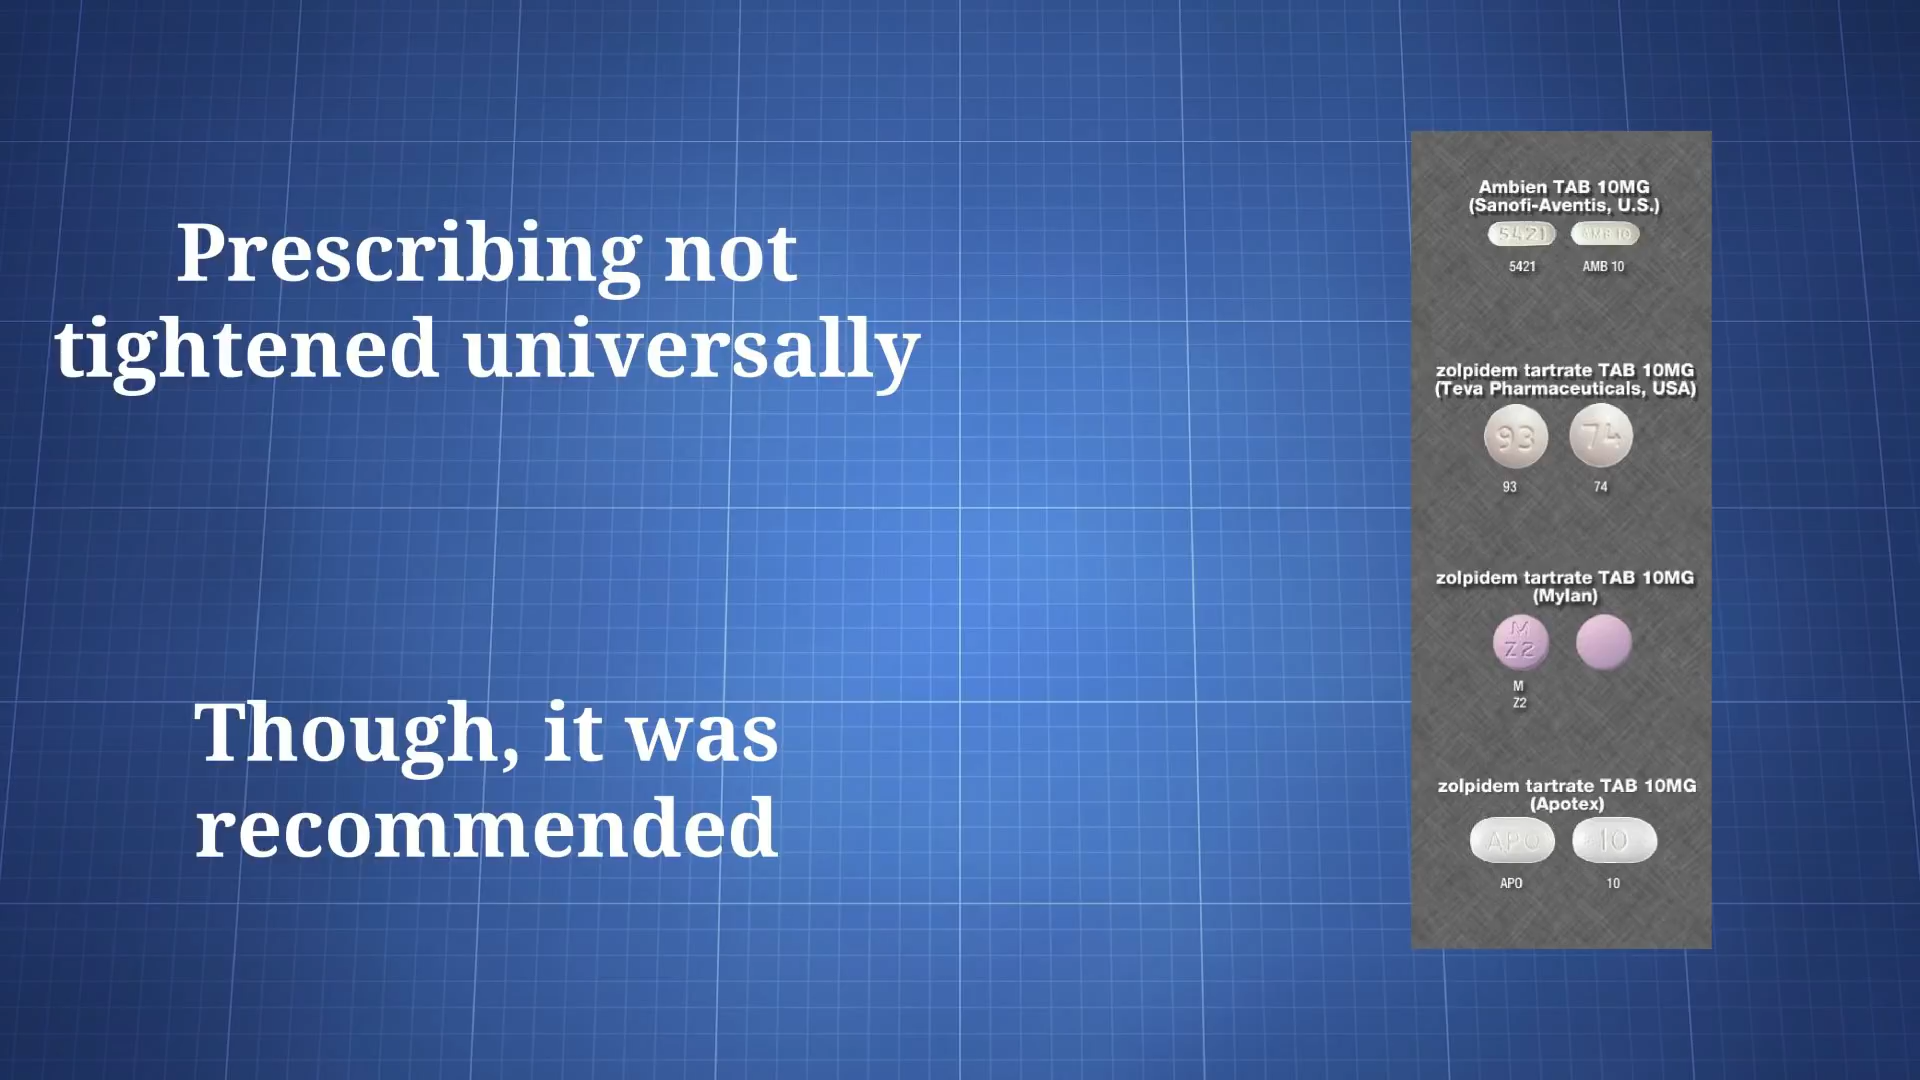 Prescribing not
tightened universally
Though, it was
recommended
Ambien TAB 10MG
(Sanofi-Aventis, U.S.)
5421 AMB 10
5421 AMB 10
zolpidem tartrate TAB 10MG
(Teva Pharmaceuticals, USA)
93 74
93 74
zolpidem tartrate TAB 10MG
(Mylan)
M
Z2
M
Z2
zolpidem tartrate TAB 10MG
(Apotex)
APO 10
APO 10